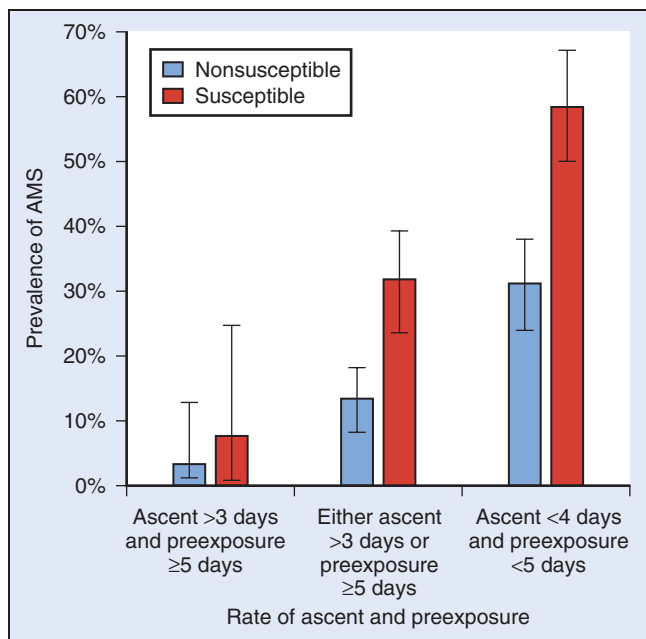 70%
60%
50%
40%
30%
20%
10%
0%
Prevalence of AMS
Nonsusceptible
Susceptible
Ascent >3 days
and preexposure
≥5 days
Either ascent
>3 days or
preexposure
≥5 days
Ascent <4 days
and preexposure
<5 days
Rate of ascent and preexposure